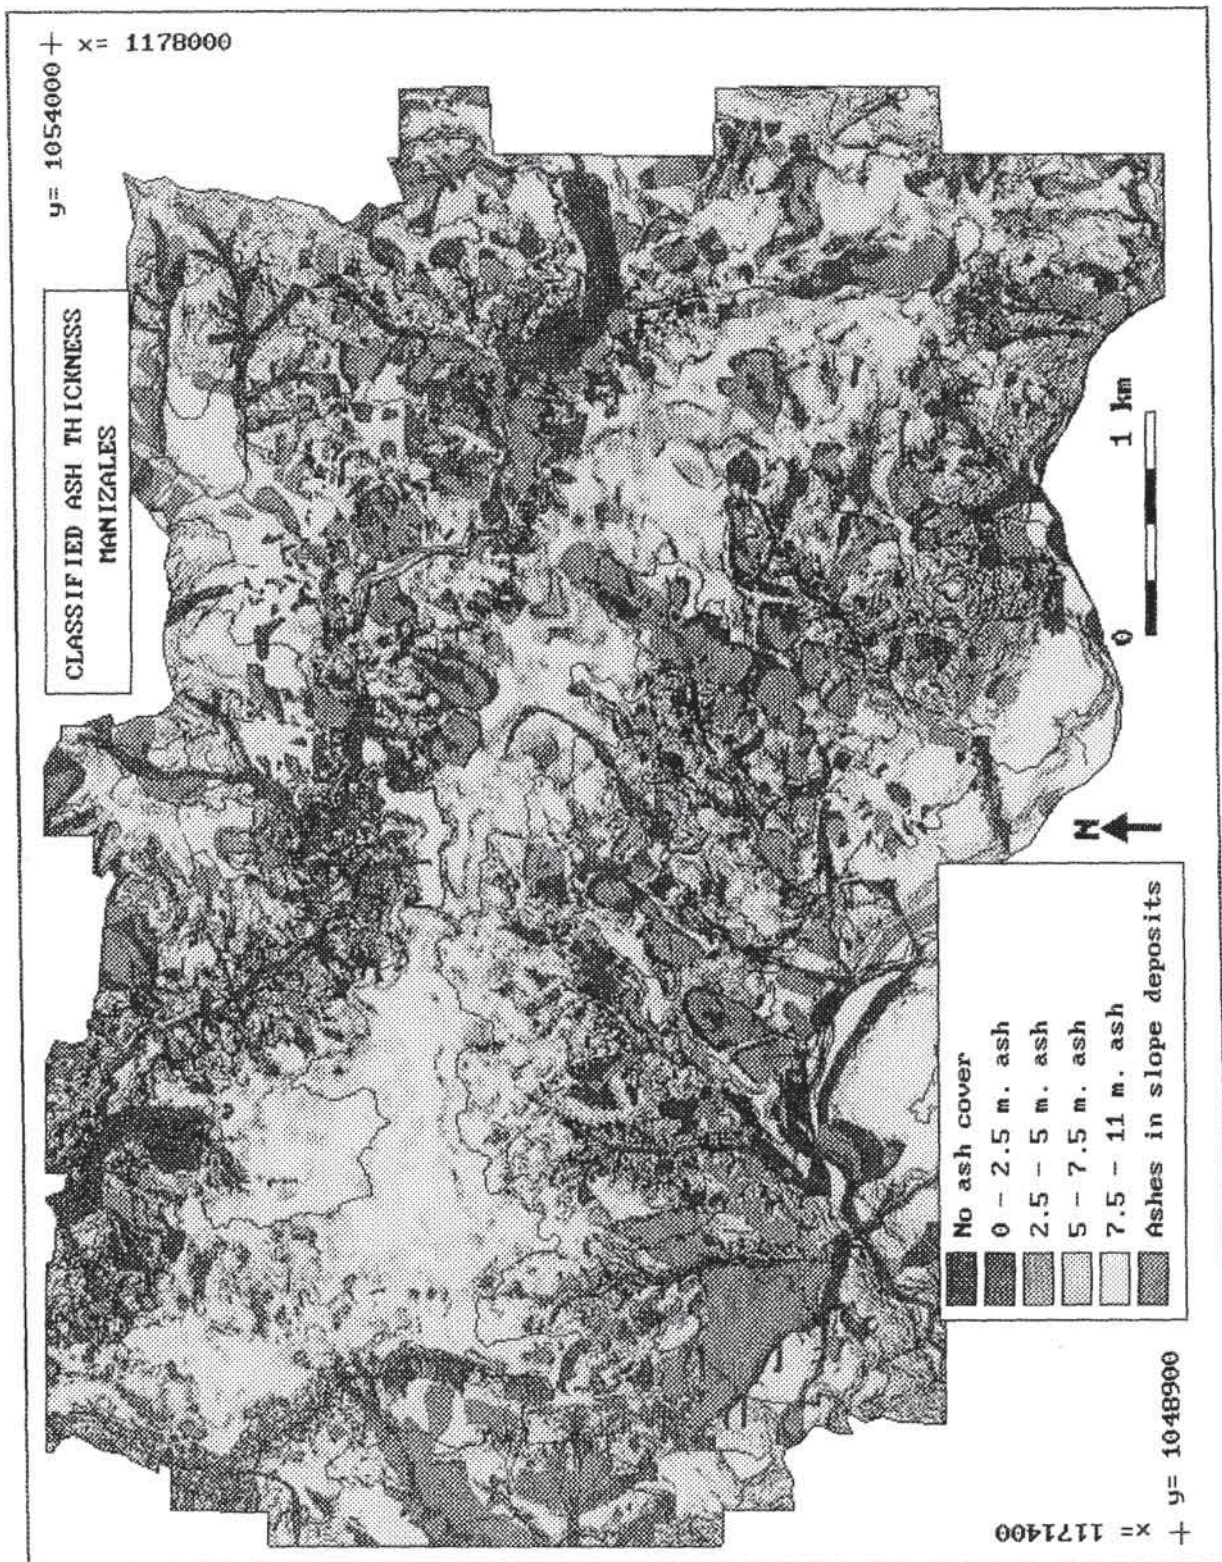 y= 1054000
x= 1178000
CLASSIFIED ASH THICKNESS
MANIZALES
0 1 km
N
No ash cover
0 - 2.5 m. ash
2.5 - 5 m. ash
5 - 7.5 m. ash
7.5 - 11 m. ash
Ashes in slope deposits
x= 1171400
y= 1048900